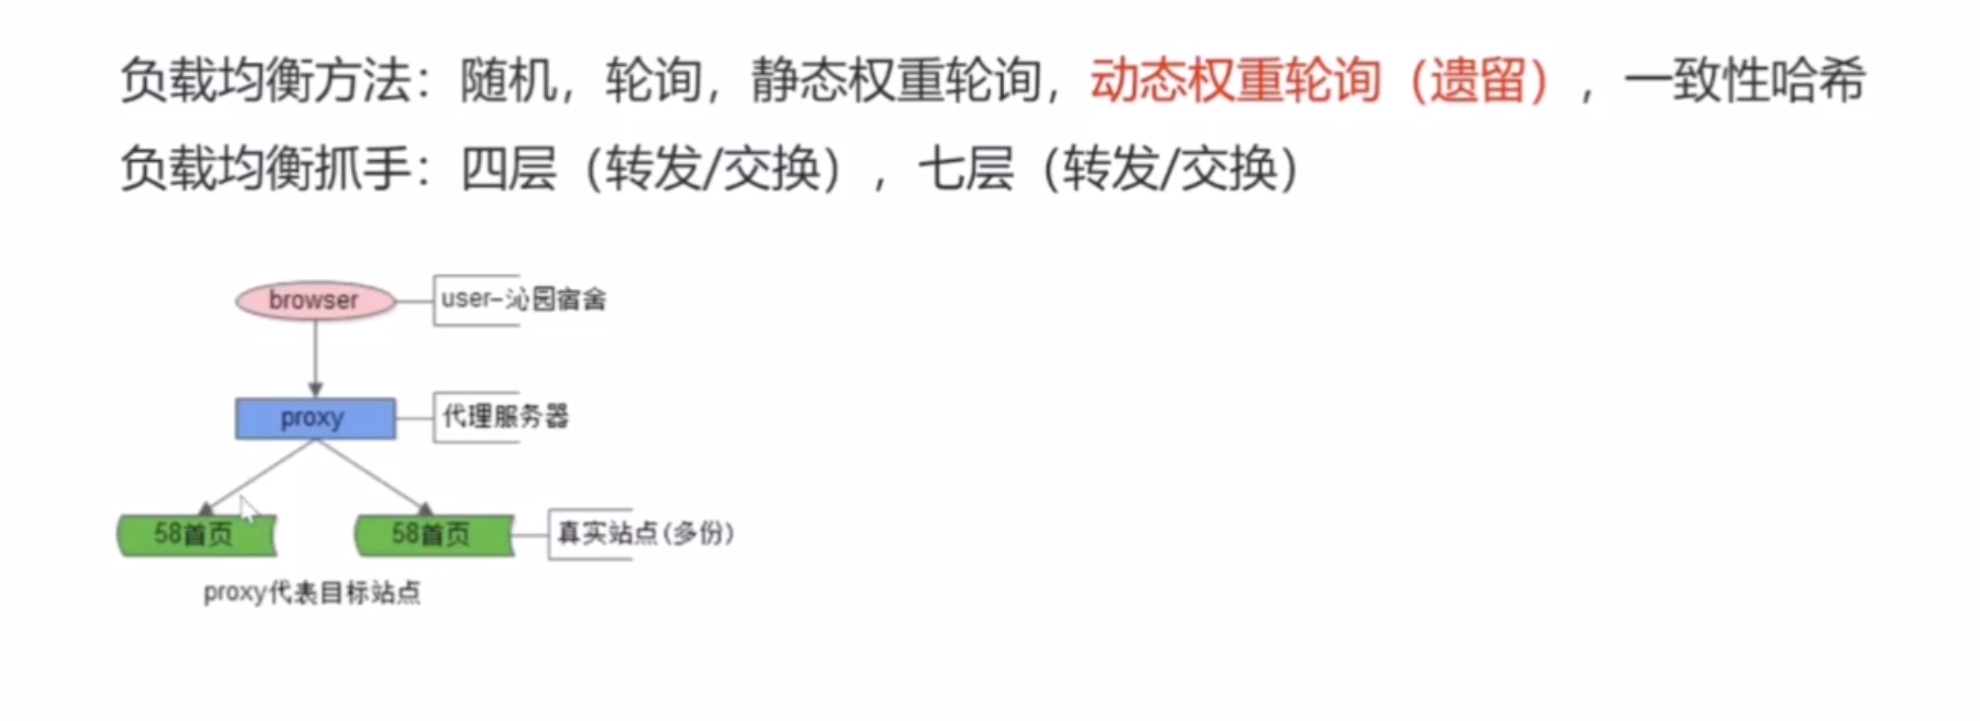 负载均衡方法：随机，轮询，静态权重轮询，动态权重轮询（遗留），一致性哈希
负载均衡抓手：四层（转发/交换），七层（转发/交换）
browser
user-沁园宿舍
proxy
代理服务器
58首页
58首页
真实站点(多份)
proxy代表目标站点